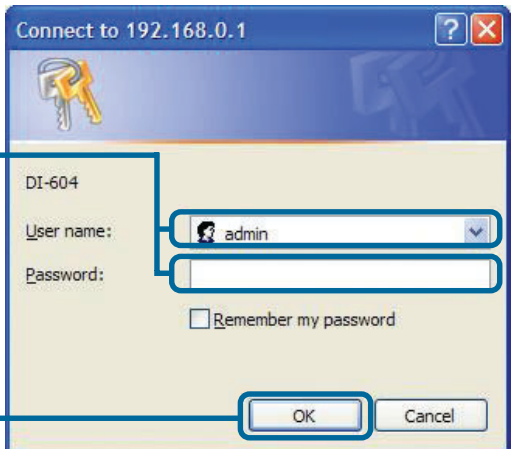 Connect to 192.168.0.1
DI-604
User name:
admin
Password:
Remember my password
OK
Cancel